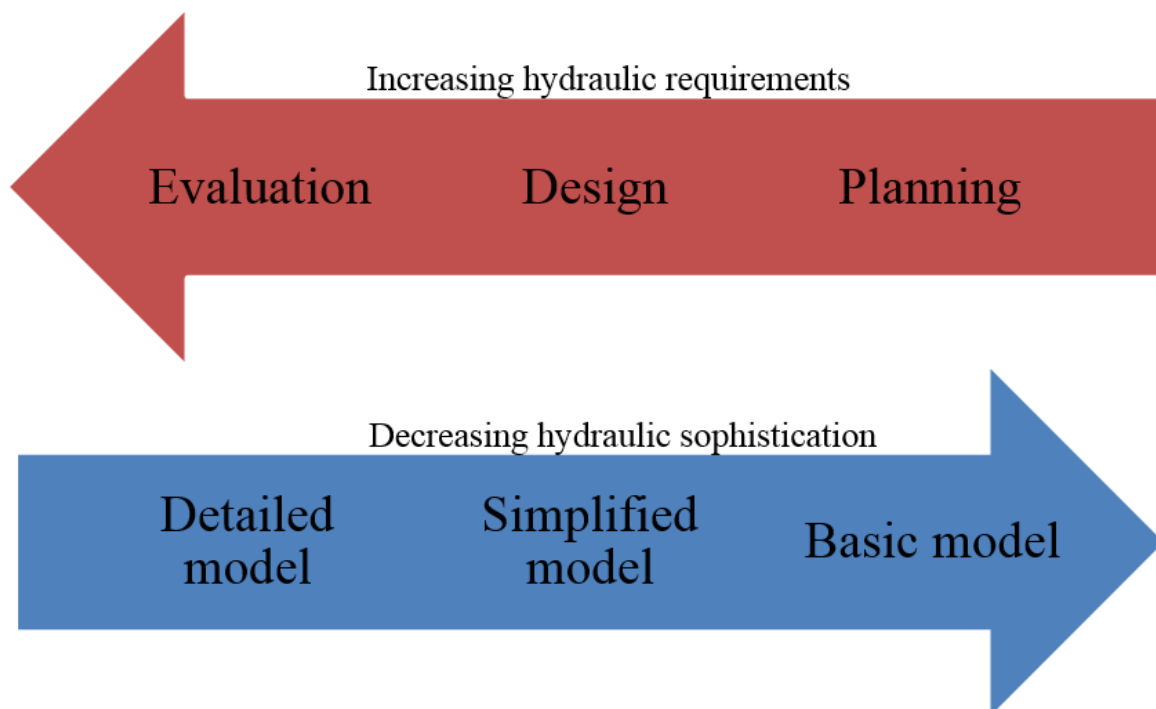 Increasing hydraulic requirements
Evaluation Design Planning
Decreasing hydraulic sophistication
Detailed
model
Simplified
model
Basic model